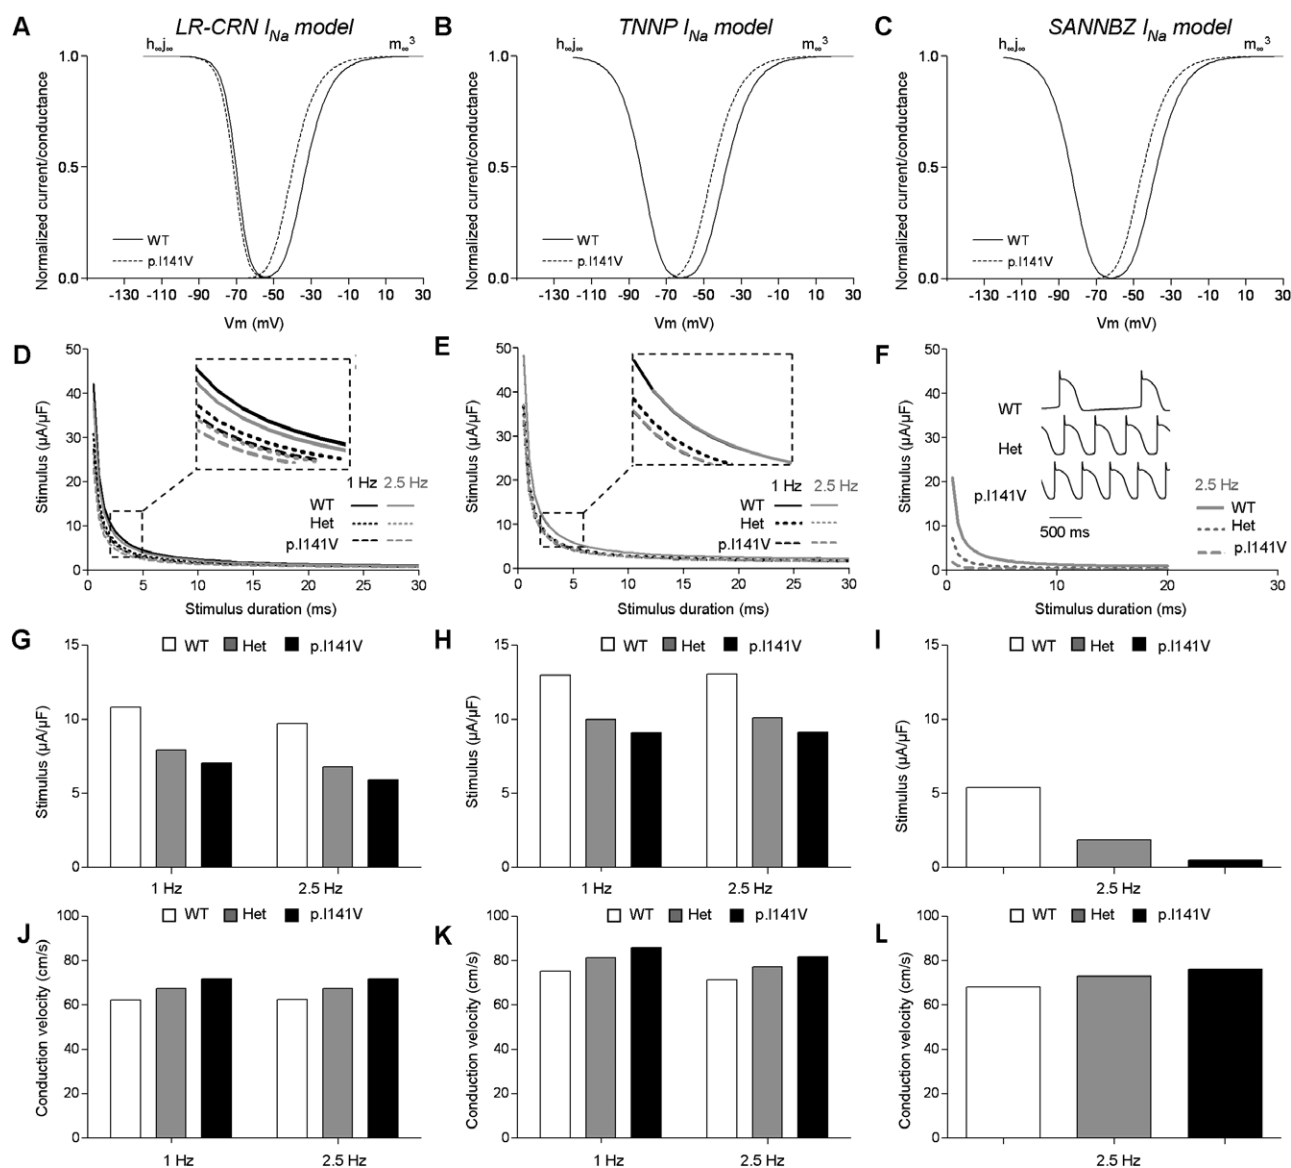 A LR-CRN I_Na model
h∞j∞ m∞³
Normalized current/conductance
1.0
0.5
0.0
WT
p.I141V
-130 -110 -90 -70 -50 -30 -10 10 30
Vm (mV)
B TNNP I_Na model
h∞j∞ m∞³
Normalized current/conductance
1.0
0.5
0.0
WT
p.I141V
-130 -110 -90 -70 -50 -30 -10 10 30
Vm (mV)
C SANNBZ I_Na model
h∞j∞ m∞³
Normalized current/conductance
1.0
0.5
0.0
WT
p.I141V
-130 -110 -90 -70 -50 -30 -10 10 30
Vm (mV)
D
Stimulus (µA/µF)
50
40
30
20
10
0
1 Hz 2.5 Hz
WT
Het
p.I141V
0 5 10 15 20 25 30
Stimulus duration (ms)
E
Stimulus (µA/µF)
50
40
30
20
10
0
1 Hz 2.5 Hz
WT
Het
p.I141V
0 5 10 15 20 25 30
Stimulus duration (ms)
F
Stimulus (µA/µF)
50
40
30
20
10
0
WT
Het
p.I141V
500 ms
2.5 Hz
WT
Het
p.I141V
0 10 20 30
Stimulus duration (ms)
G
WT Het p.I141V
Stimulus (µA/µF)
15
10
5
0
1 Hz 2.5 Hz
H
WT Het p.I141V
Stimulus (µA/µF)
15
10
5
0
1 Hz 2.5 Hz
I
WT Het p.I141V
Stimulus (µA/µF)
15
10
5
0
2.5 Hz
J
WT Het p.I141V
Conduction velocity (cm/s)
100
80
60
40
20
0
1 Hz 2.5 Hz
K
WT Het p.I141V
Conduction velocity (cm/s)
100
80
60
40
20
0
1 Hz 2.5 Hz
L
WT Het p.I141V
Conduction velocity (cm/s)
100
80
60
40
20
0
2.5 Hz